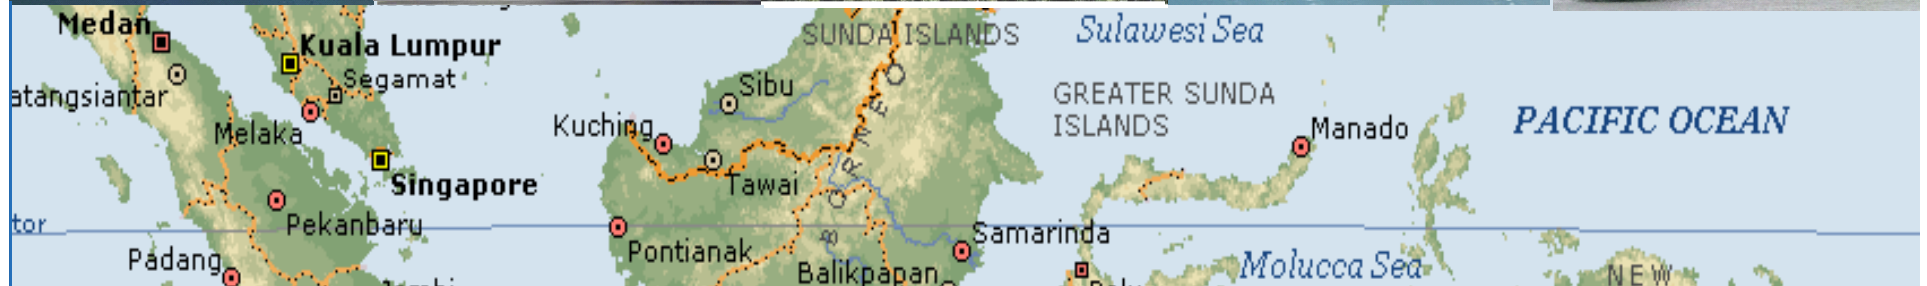 Medan
Kuala Lumpur
Segamat
atangsiantar
Melaka
Singapore
Pekanbaru
tor
Padang
SUNDA ISLANDS
Sibu
Kuching
Tawai
BORNE
Pontianak
Balikpapan
Samarinda
Sulawesi Sea
GREATER SUNDA
ISLANDS
Manado
PACIFIC OCEAN
Molucca Sea
NEW